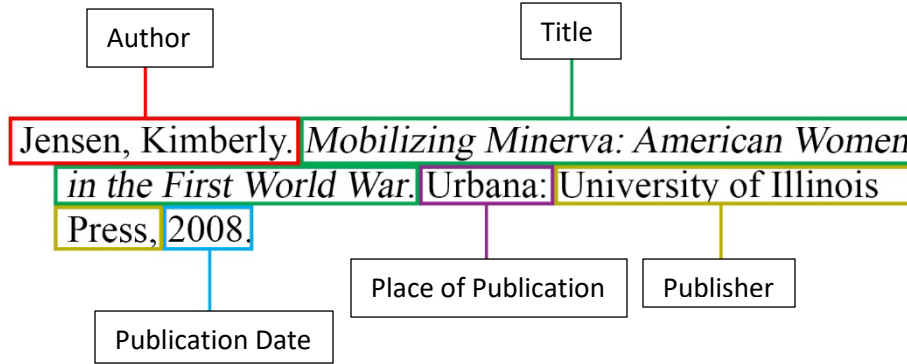 Author
Title
Jensen, Kimberly. Mobilizing Minerva: American Women
in the First World War. Urbana: University of Illinois
Press, 2008.
Place of Publication
Publisher
Publication Date